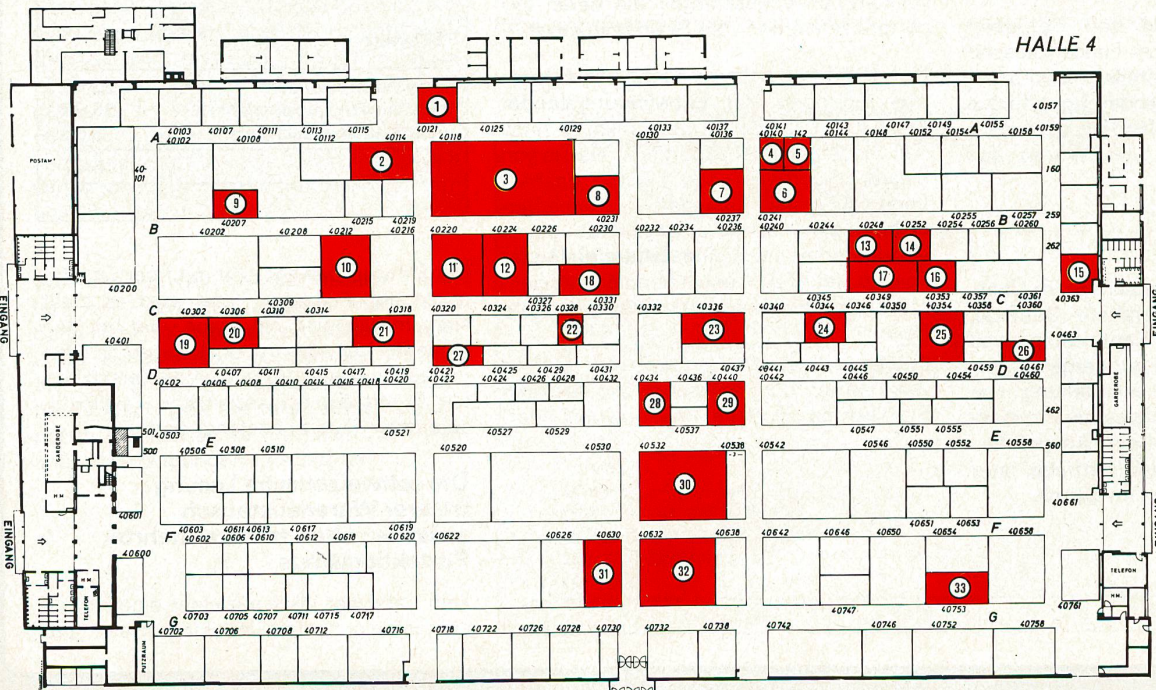 HALLE 4
1
40157
40103 40107 40111 40113 40115 40121 40125 40129 40133 40137 40141 40143 40147 40149 40155
A 40102 40108 40112 40114 40118 40130 40136 40140 142 40144 40148 40152 40154 A 40158 40159
POSTAMT
40-101
2 3 4 5
160
9 8 7 6
40207 40215 40219 40231 40237 40241 40255 40257 259
B 40202 40208 40212 40216 40220 40224 40226 40230 40232 40234 40236 40240 40244 40248 40252 40254 40256 B 40260
262
10 11 12 18 13 14 17 16 15
40200
40309 40327 40331 40345 40349 40353 40357 40361 40363
EINGANG
EINGANG
C 40302 40306 40310 40314 40318 40320 40324 40326 40328 40330 40332 40336 40340 40344 40346 40350 40354 40358 C 40360
19 20 21 22 23 24 25
40401
40463
27 26
40407 40411 40417 40419 40421 40425 40429 40431 40437 40441 40443 40445 40459 40461
D 40402 40406 40408 40410 40414 40416 40418 40420 40422 40424 40426 40428 40432 40434 40436 40440 40442 40446 40450 40454 D 40460
GARDEROBE
GARDEROBE
28 29
462
40503 40521 40527 40529 40537 40547 40551 40555
501
500
E 40506 40508 40510 40520 40530 40532 40538 40542 40546 40550 40552 E 40558 560
30
H.H.
40661
40601
40603 40611 40613 40617 40619 40651 40653
EINGANG
EINGANG
F 40602 40606 40610 40612 40618 40620 40622 40626 40630 40632 40638 40642 40646 40650 40654 F 40658
40600
31 32 33
TELEFON
TELEFON
H.H.
H.H.
40703 40705 40707 40711 40715 40717 40747 40753 40761
G 40702 40706 40708 40712 40716 40718 40722 40726 40728 40730 40732 40738 40742 40746 40752 G 40758
PUTZRAUM